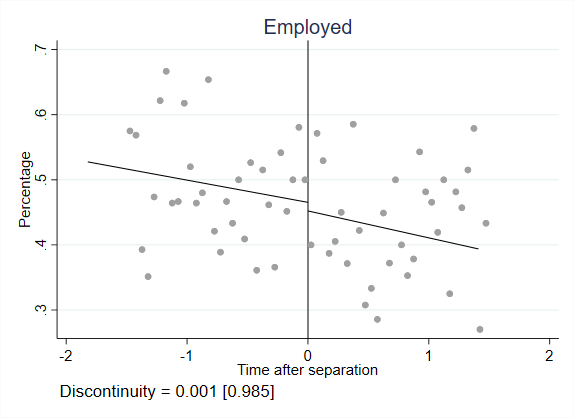 Employed
Percentage
.7
.6
.5
.4
.3
-2 -1 0 1 2
Time after separation
Discontinuity = 0.001 [0.985]